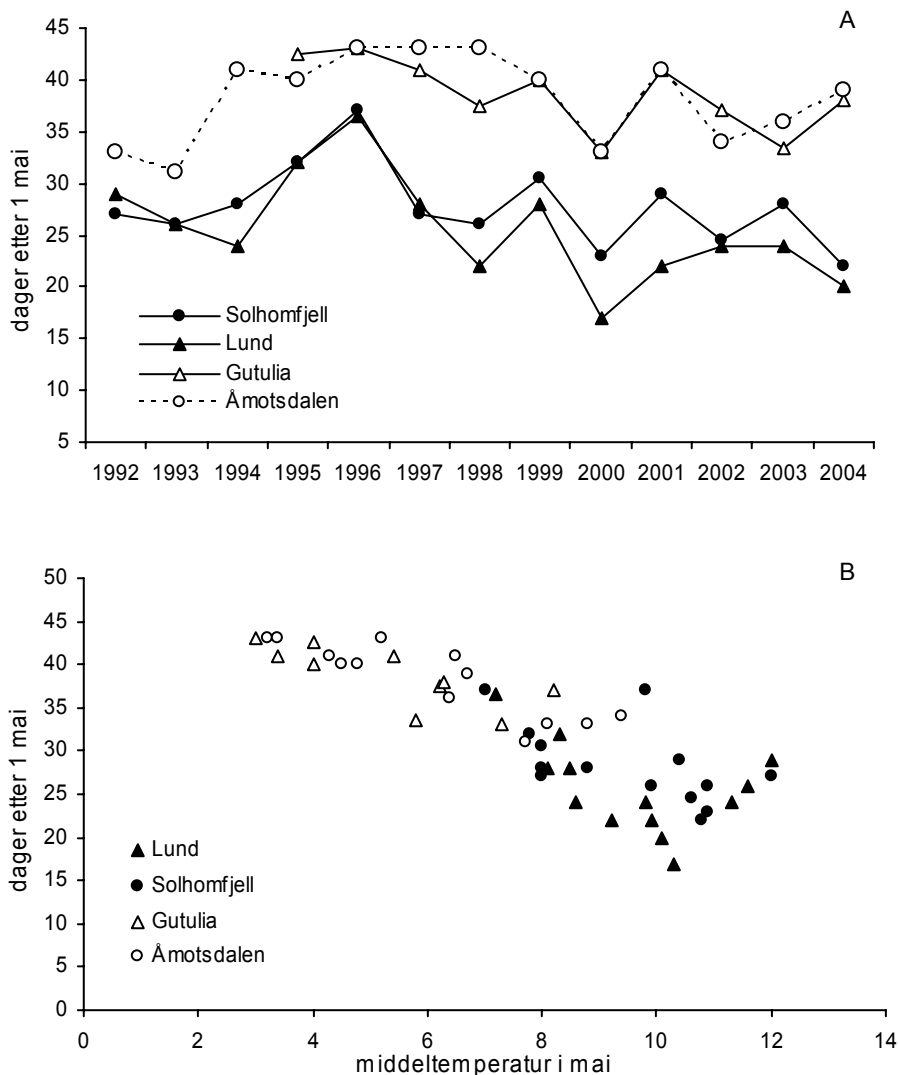 A
dager etter 1 mai
45
40
35
30
25
20
15
10
5
Solhomfjell
Lund
Gutulia
Åmotsdalen
1992 1993 1994 1995 1996 1997 1998 1999 2000 2001 2002 2003 2004
B
dager etter 1 mai
50
45
40
35
30
25
20
15
10
5
0
Lund
Solhomfjell
Gutulia
Åmotsdalen
0 2 4 6 8 10 12 14
middeltemperatur i mai